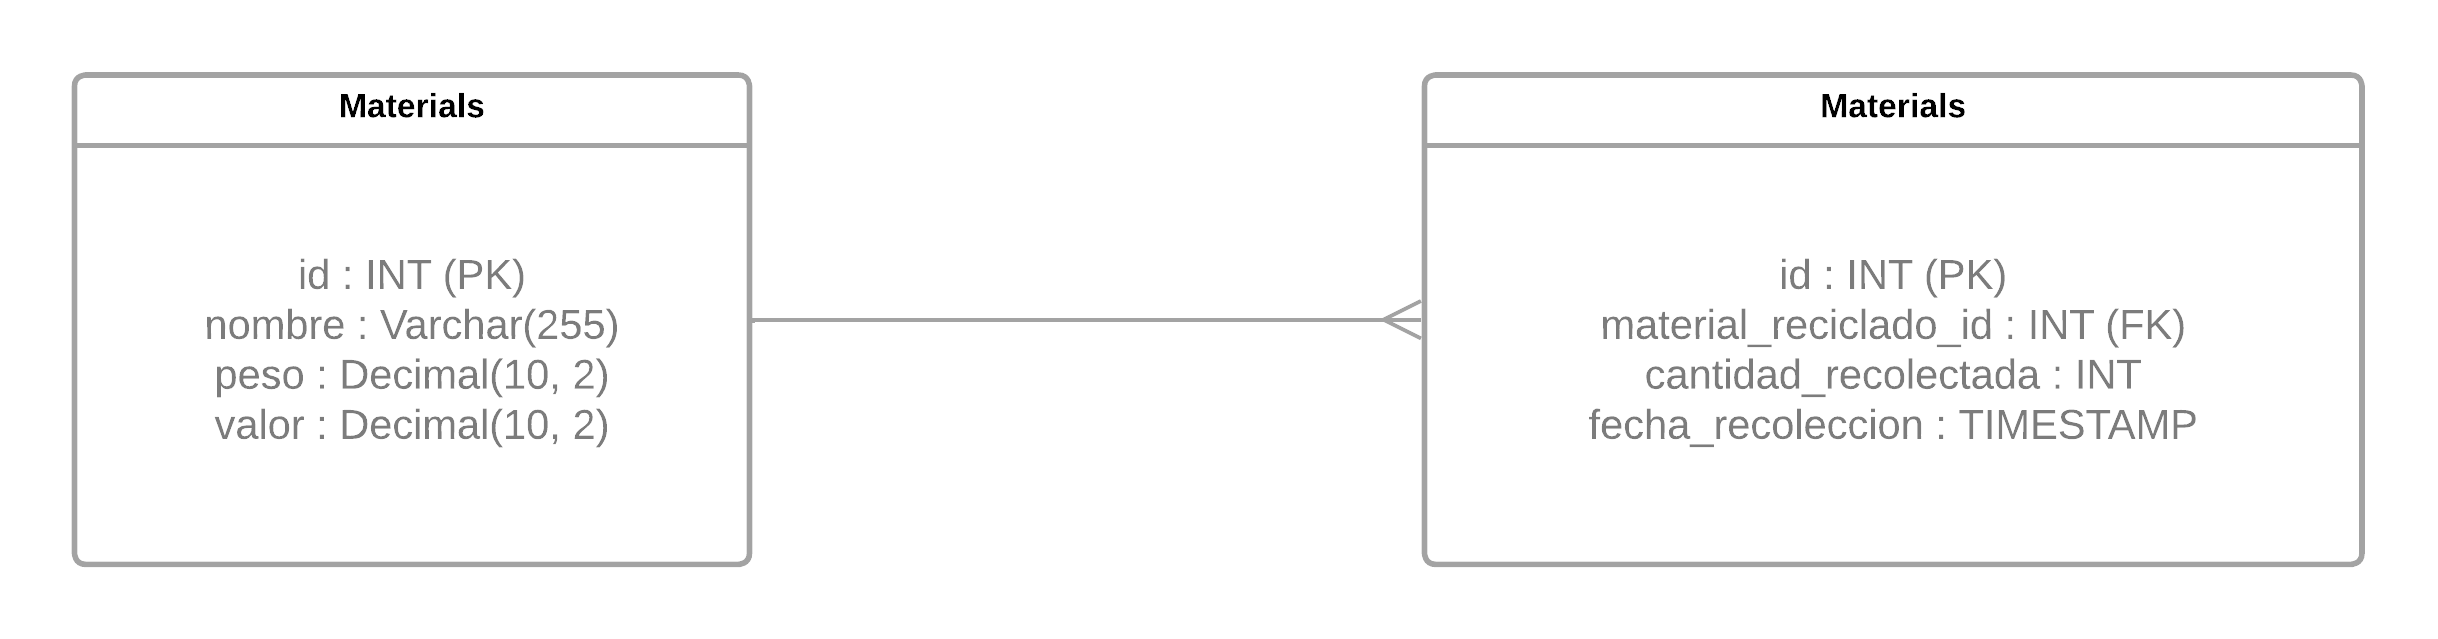 Materials
id : INT (PK)
nombre : Varchar(255)
peso : Decimal(10, 2)
valor : Decimal(10, 2)
Materials
id : INT (PK)
material_reciclado_id : INT (FK)
cantidad_recolectada : INT
fecha_recoleccion : TIMESTAMP